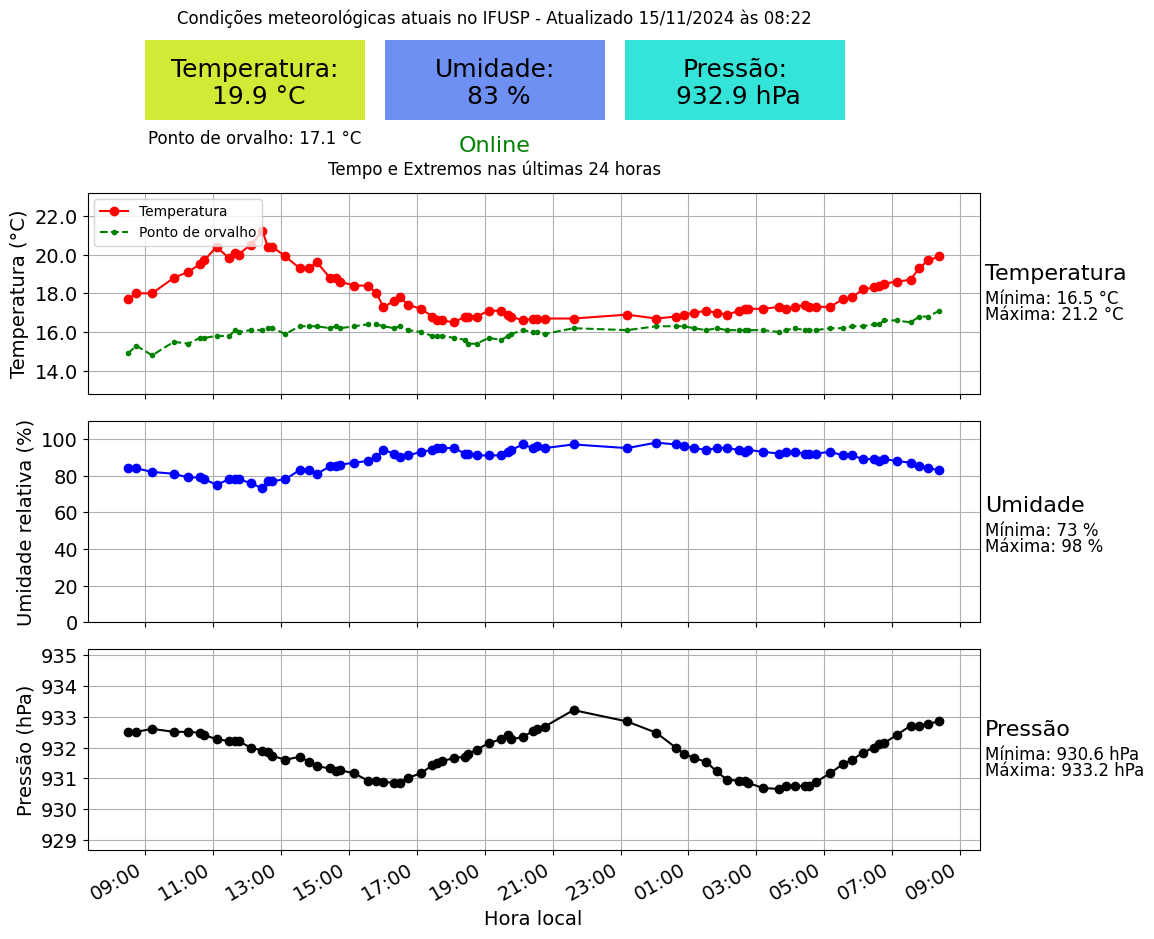 Condições meteorológicas atuais no IFUSP - Atualizado 15/11/2024 às 08:22
Temperatura:
19.9 °C
Umidade:
83 %
Pressão:
932.9 hPa
Ponto de orvalho: 17.1 °C
Online
Tempo e Extremos nas últimas 24 horas
Temperatura (°C)
22.0
20.0
18.0
16.0
14.0
Temperatura
Ponto de orvalho
Temperatura
Mínima: 16.5 °C
Máxima: 21.2 °C
Umidade relativa (%)
100
80
60
40
20
0
Umidade
Mínima: 73 %
Máxima: 98 %
Pressão (hPa)
935
934
933
932
931
930
929
Pressão
Mínima: 930.6 hPa
Máxima: 933.2 hPa
09:00 11:00 13:00 15:00 17:00 19:00 21:00 23:00 01:00 03:00 05:00 07:00 09:00
Hora local